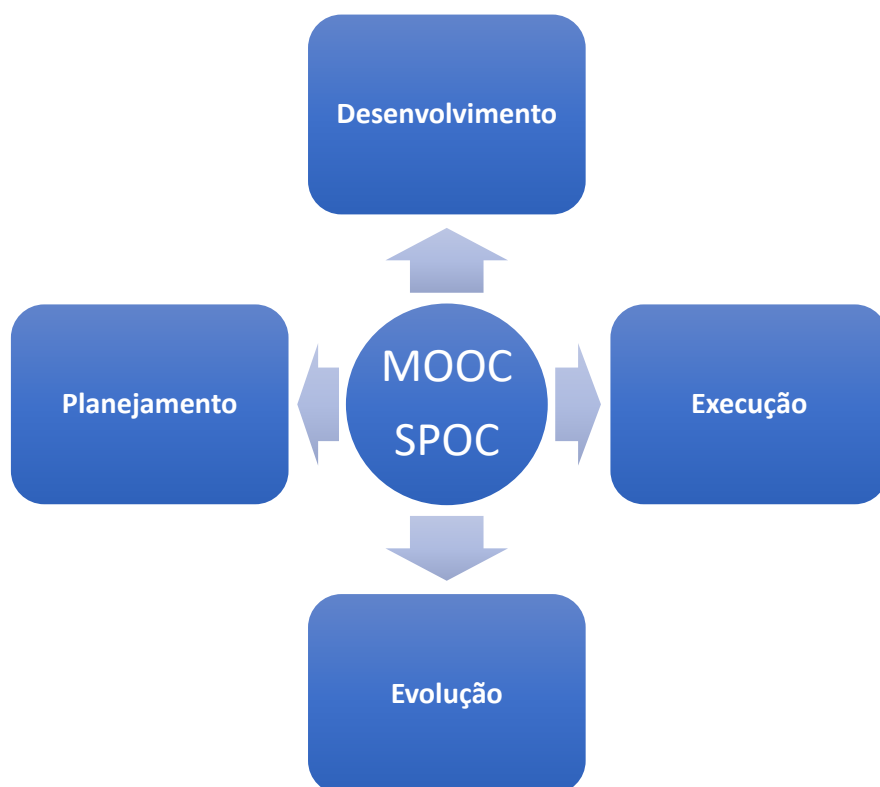 Desenvolvimento
Planejamento
MOOC
SPOC
Execução
Evolução